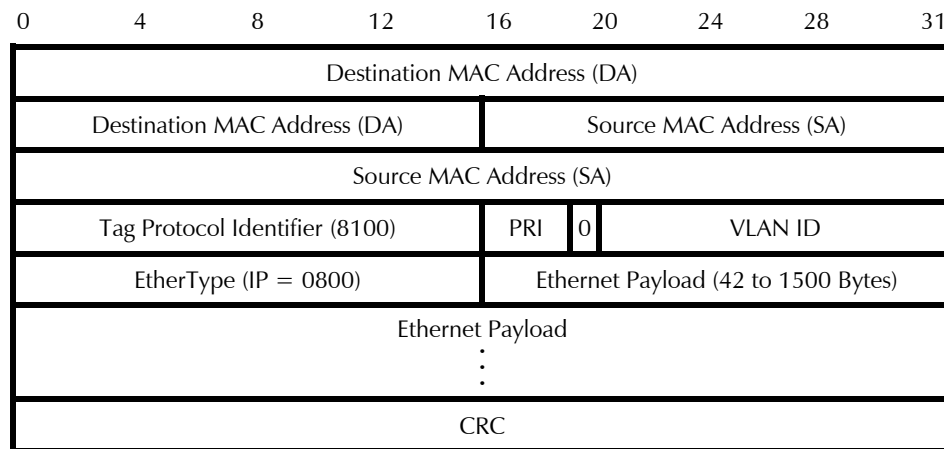 0 4 8 12 16 20 24 28 31
Destination MAC Address (DA)
Destination MAC Address (DA) Source MAC Address (SA)
Source MAC Address (SA)
Tag Protocol Identifier (8100) PRI 0 VLAN ID
EtherType (IP = 0800) Ethernet Payload (42 to 1500 Bytes)
Ethernet Payload
CRC